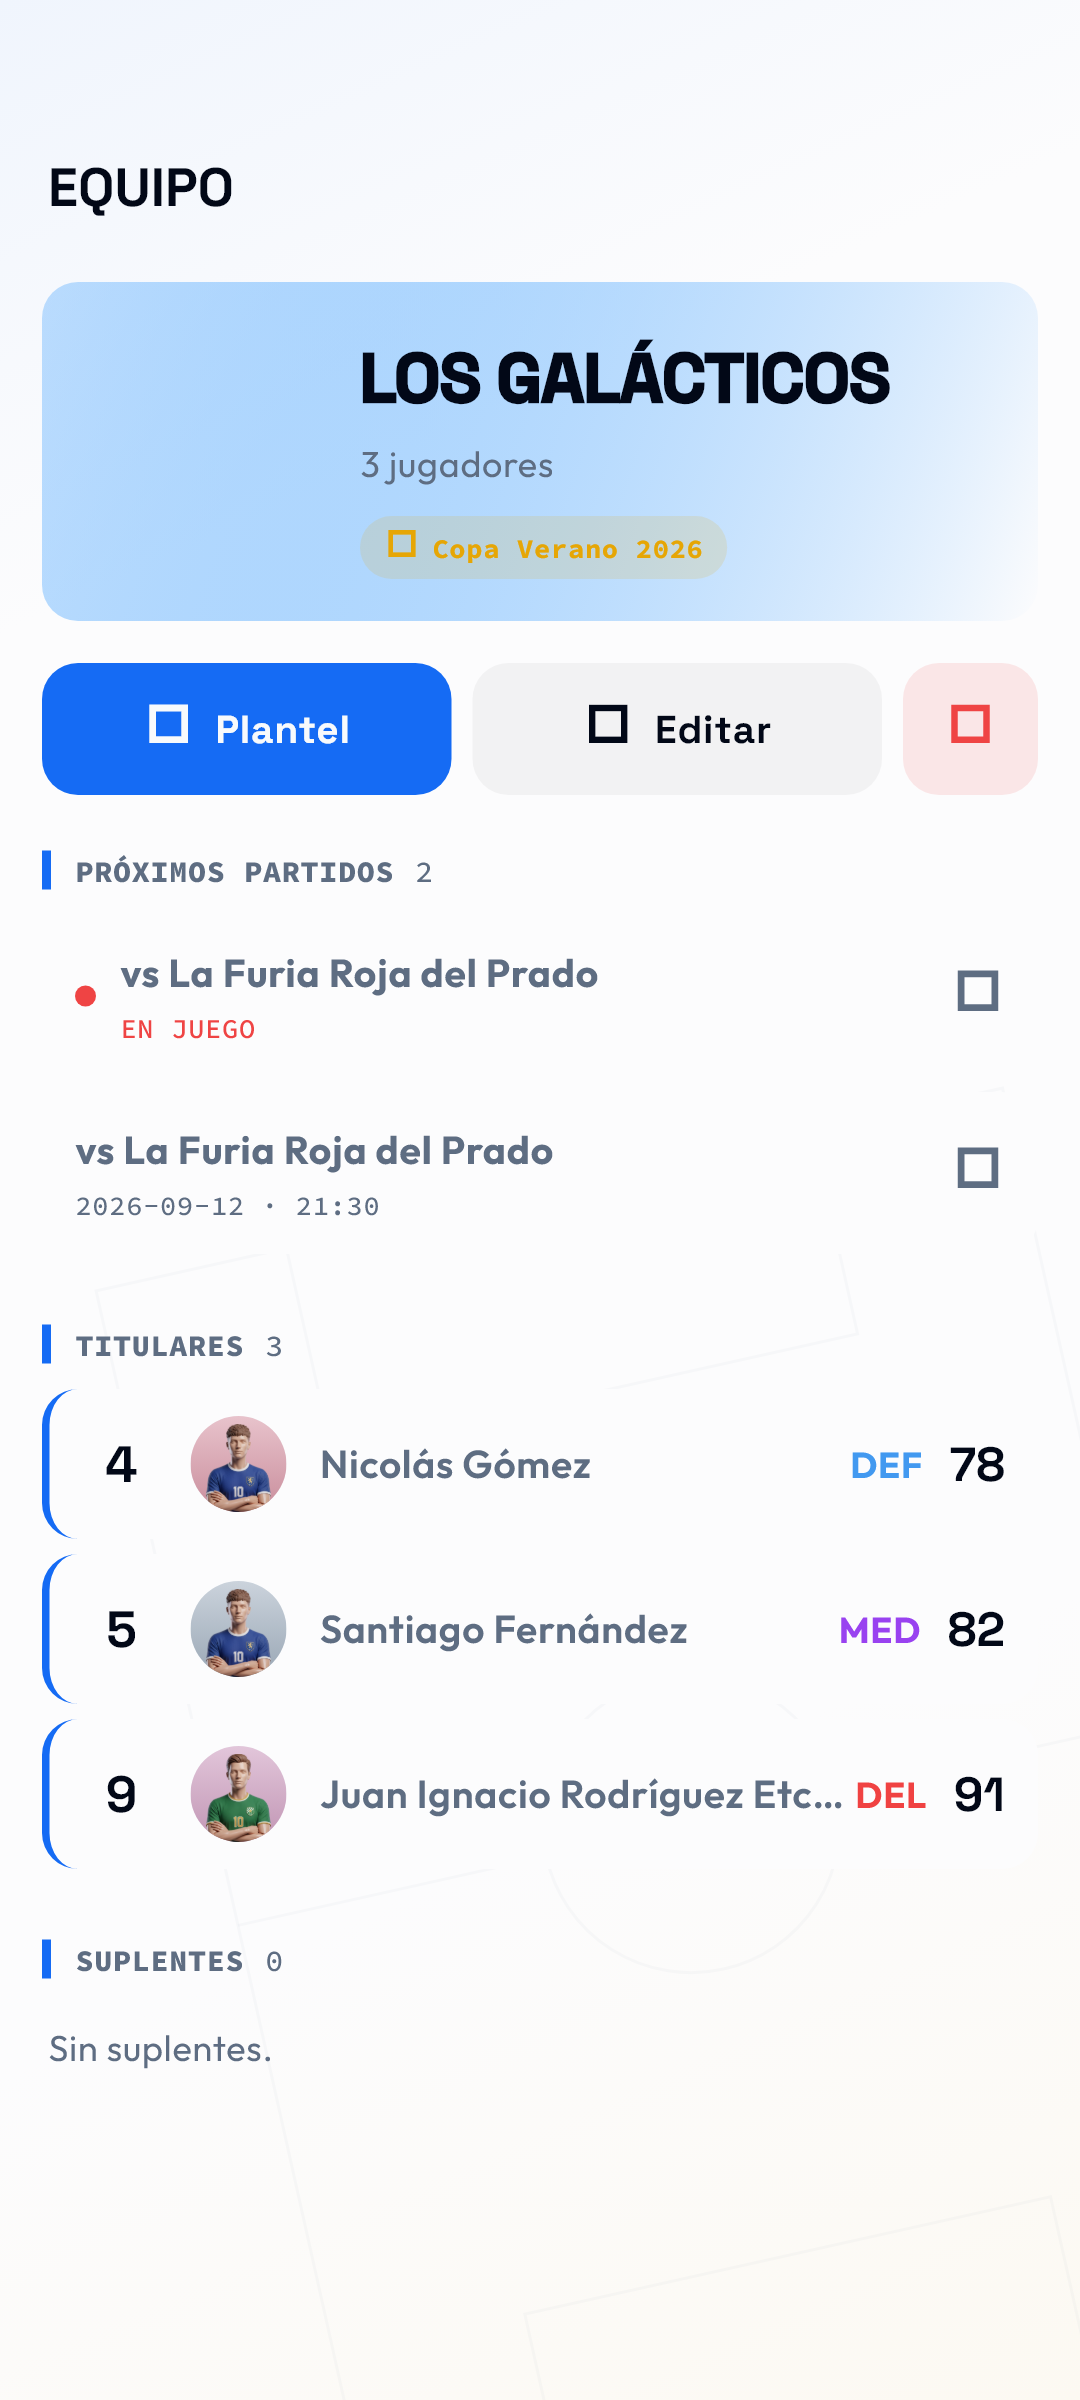 EQUIPO
LOS GALÁCTICOS
3 jugadores
Copa Verano 2026
Plantel
Editar
PRÓXIMOS PARTIDOS 2
vs La Furia Roja del Prado
EN JUEGO
vs La Furia Roja del Prado
2026-09-12 · 21:30
TITULARES 3
4 Nicolás Gómez DEF 78
5 Santiago Fernández MED 82
9 Juan Ignacio Rodríguez Etc... DEL 91
SUPLENTES 0
Sin suplentes.